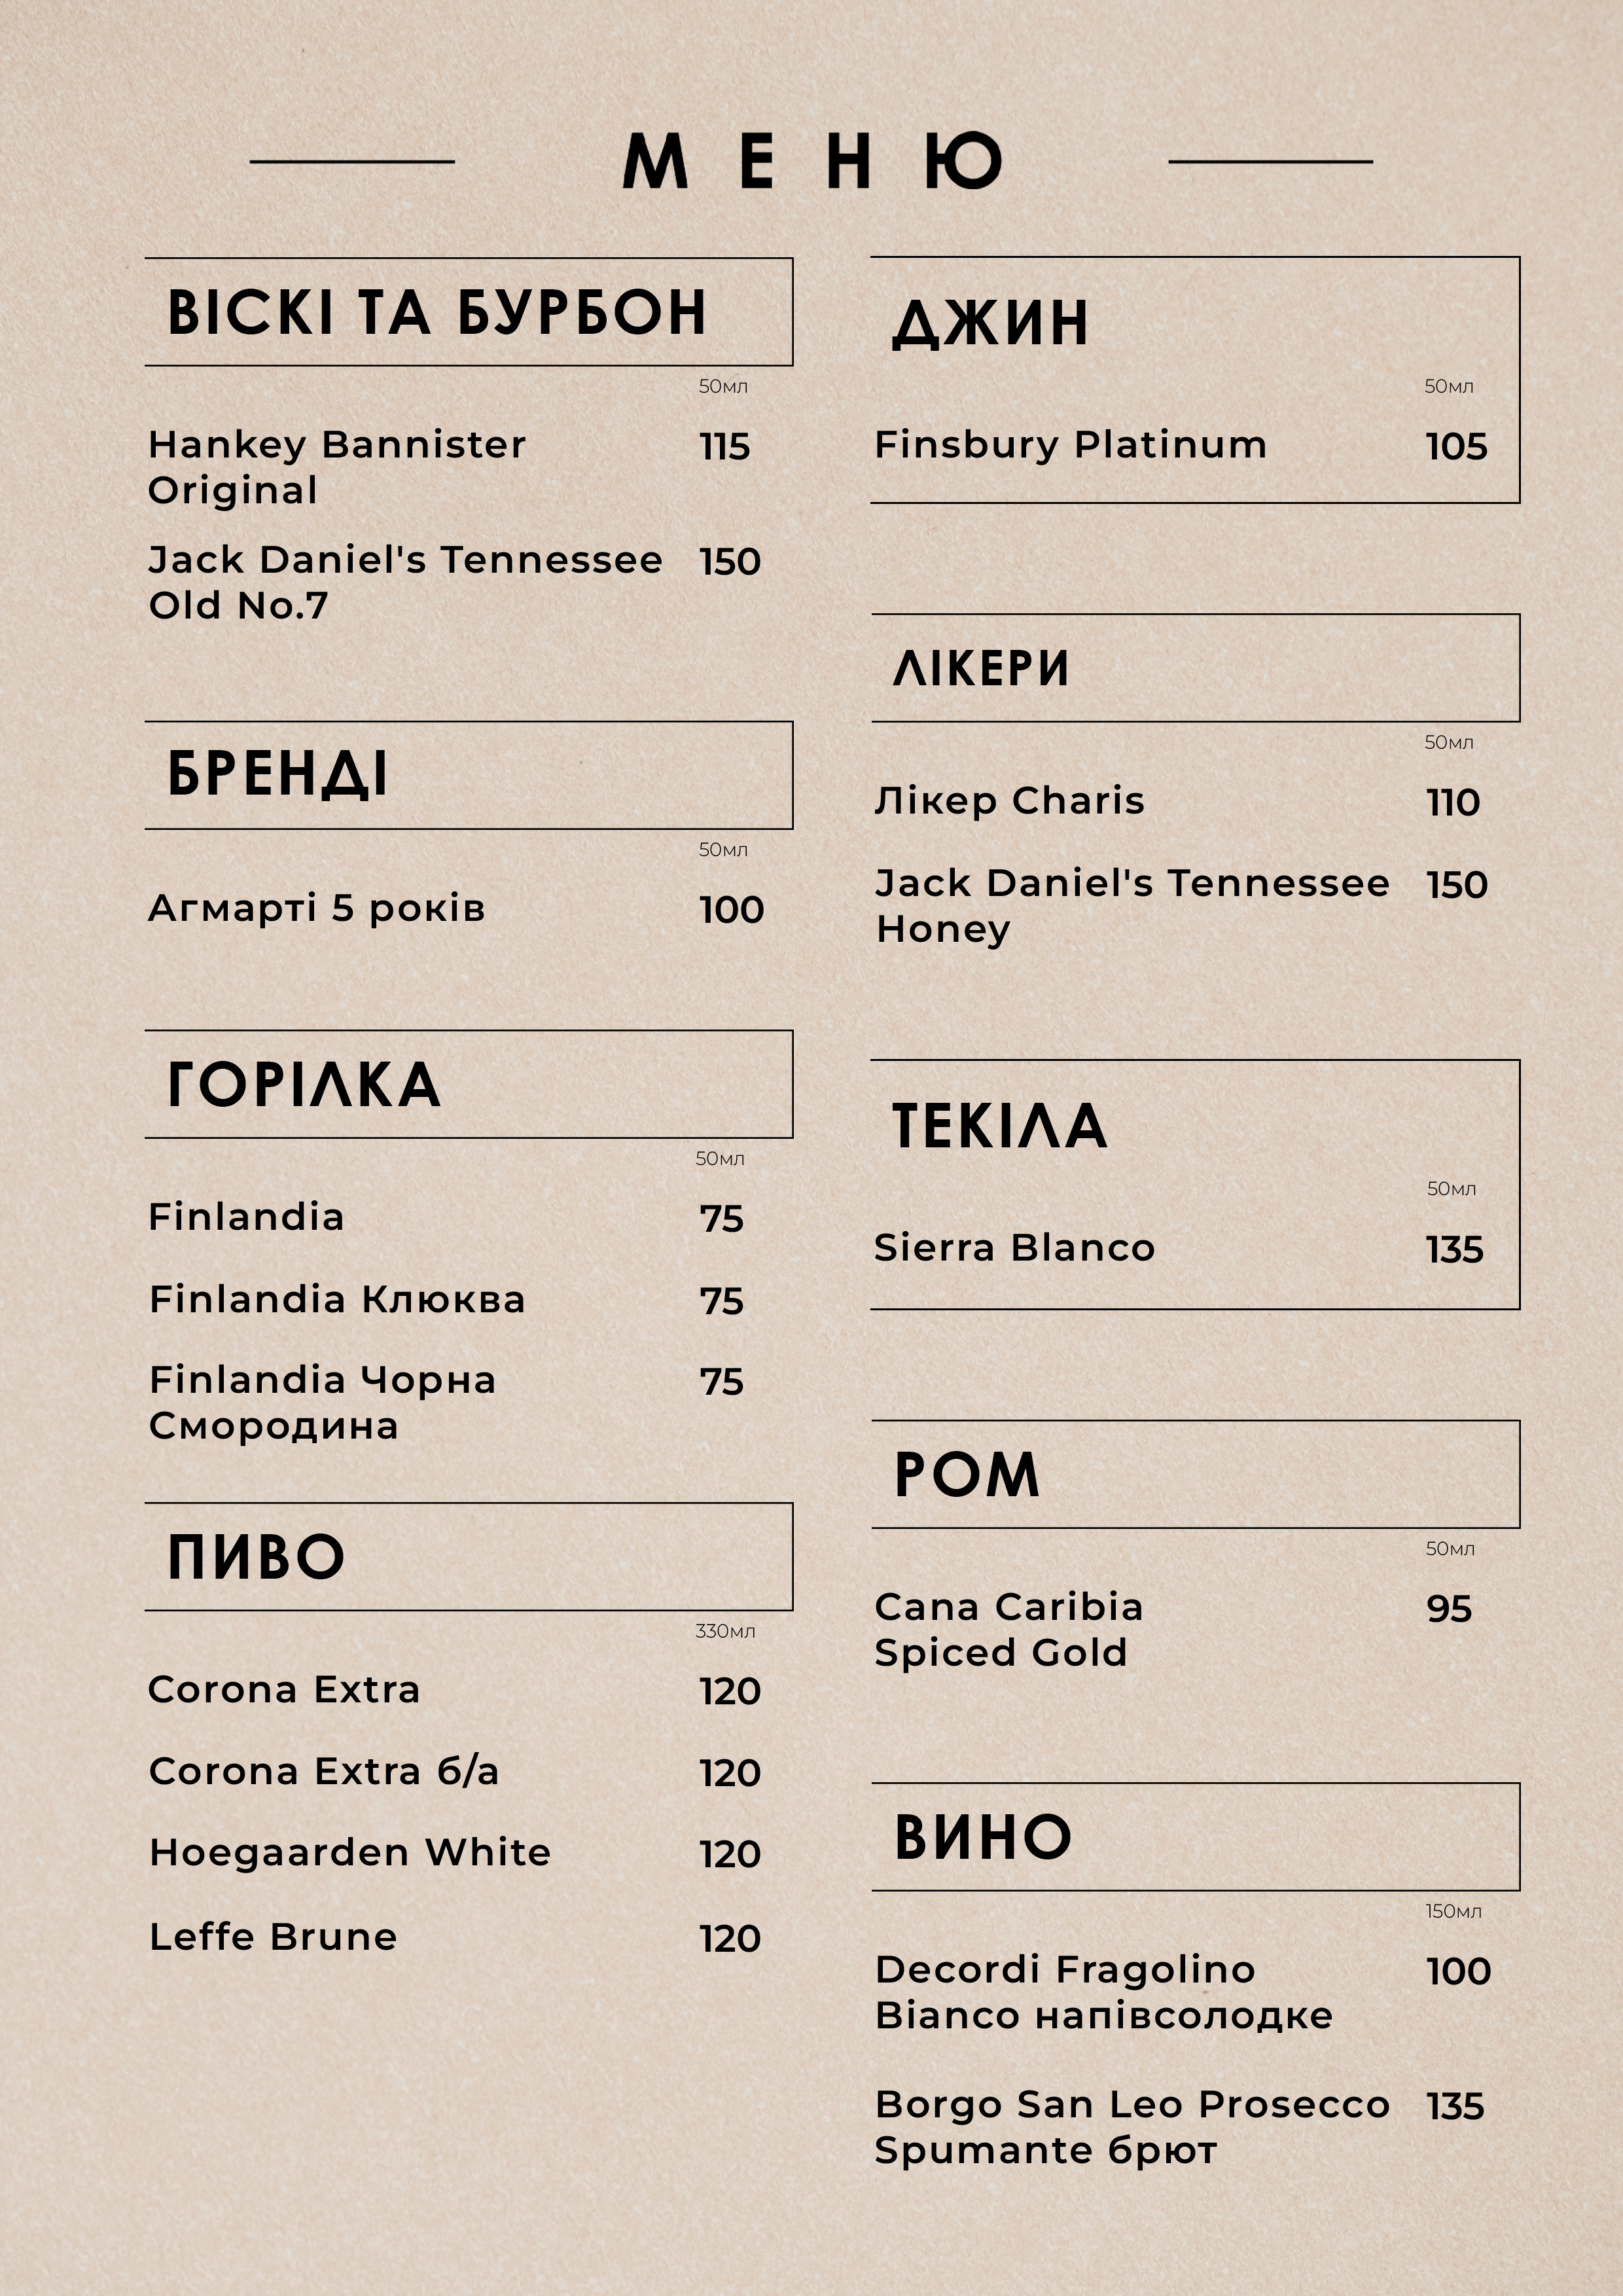 МЕНЮ
ВІСКІ ТА БУРБОН
50мл
Hankey Bannister 115
Original
Jack Daniel's Tennessee 150
Old No.7
БРЕНДІ
50мл
Агмарті 5 років 100
ГОРІЛКА
50мл
Finlandia 75
Finlandia Клюква 75
Finlandia Чорна 75
Смородина
ПИВО
330мл
Corona Extra 120
Corona Extra б/а 120
Hoegaarden White 120
Leffe Brune 120
ДЖИН
50мл
Finsbury Platinum 105
ЛІКЕРИ
50мл
Лікер Charis 110
Jack Daniel's Tennessee 150
Honey
ТЕКІЛА
50мл
Sierra Blanco 135
РОМ
50мл
Cana Caribia 95
Spiced Gold
ВИНО
150мл
Decordi Fragolino 100
Bianco напівсолодке
Borgo San Leo Prosecco 135
Spumante брют